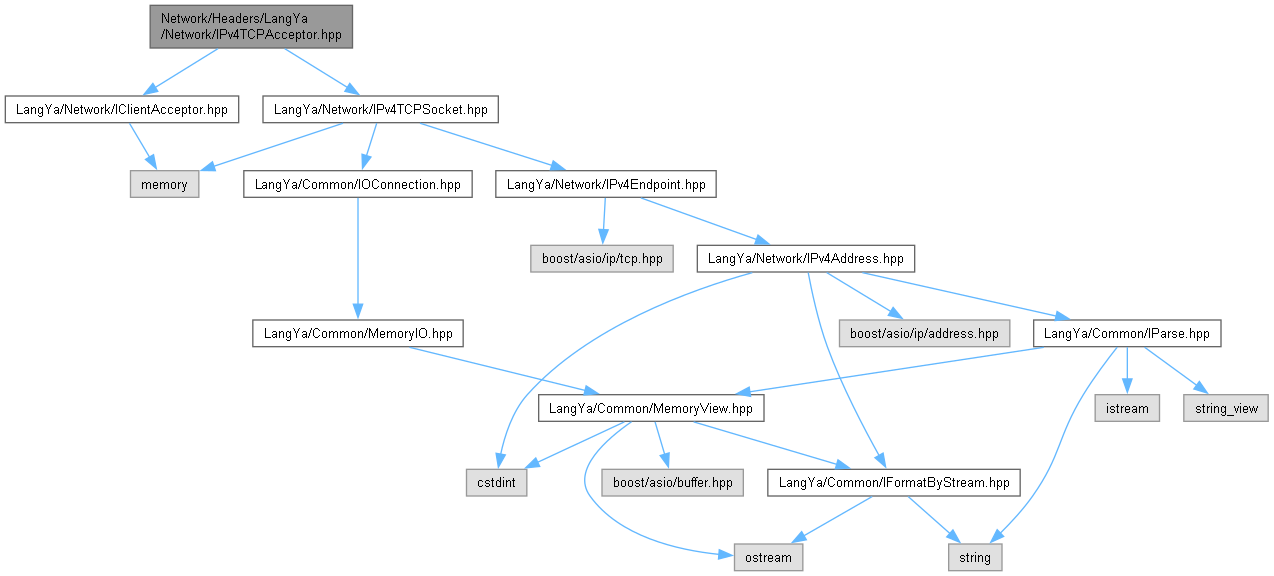 Network/Headers/LangYa
/Network/IPv4TCPAcceptor.hpp
LangYa/Network/IClientAcceptor.hpp
LangYa/Network/IPv4TCPSocket.hpp
memory
LangYa/Common/IOConnection.hpp
LangYa/Network/IPv4Endpoint.hpp
boost/asio/ip/tcp.hpp
LangYa/Network/IPv4Address.hpp
LangYa/Common/MemoryIO.hpp
boost/asio/ip/address.hpp
LangYa/Common/IParse.hpp
LangYa/Common/MemoryView.hpp
istream
string_view
cstdint
boost/asio/buffer.hpp
LangYa/Common/IFormatByStream.hpp
ostream
string